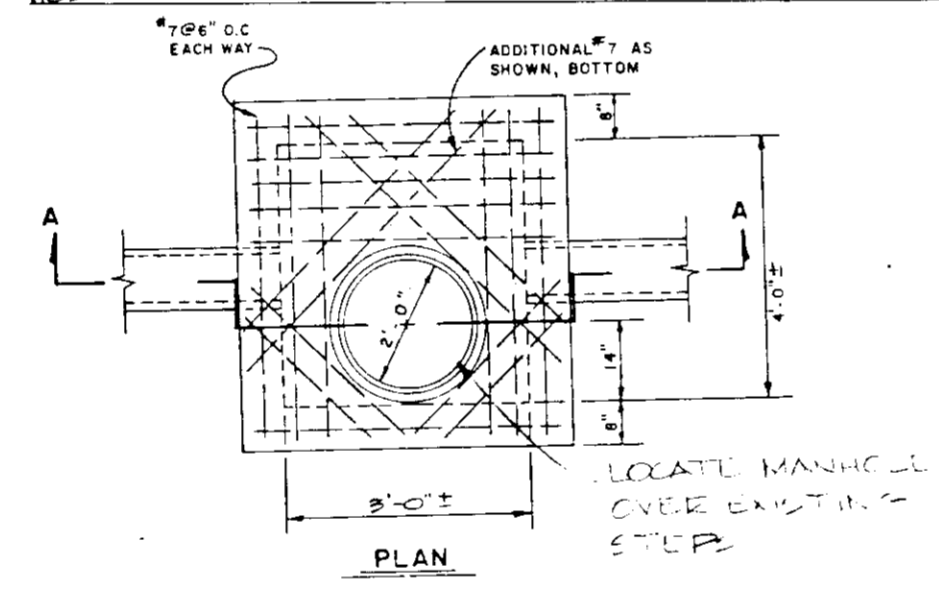 #7@6" O.C
EACH WAY
ADDITIONAL #7 AS
SHOWN, BOTTOM
8"
A
A
4'.0"±
2'-0"
14"
8"
3'-0"±
LOCATE MANHOLE
OVER EXISTING
STEPS
PLAN